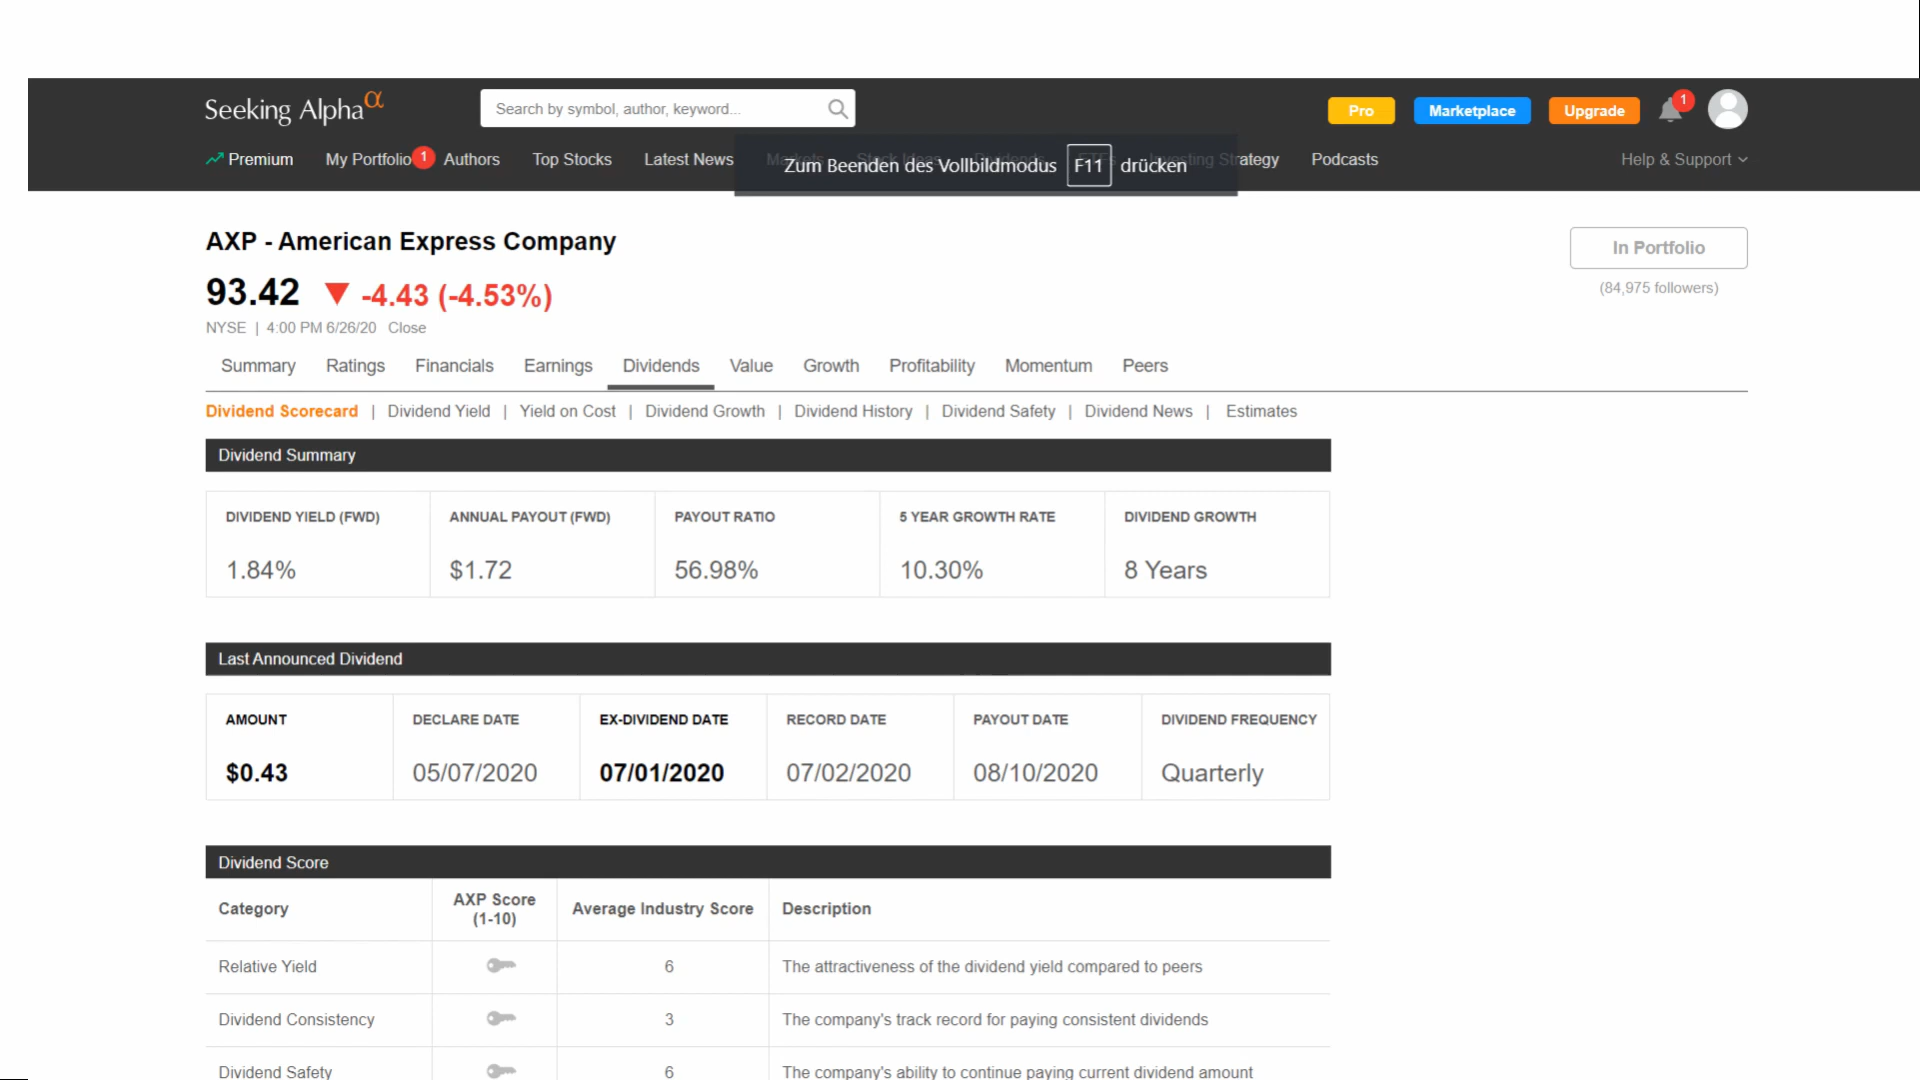 Seeking Alpha α
Search by symbol, author, keyword...
Pro
Marketplace
Upgrade
1
Premium
My Portfolio
1
Authors
Top Stocks
Latest News
Markets
Stock Ideas
Dividends
ETFs
Investing Strategy
Podcasts
Help & Support
Zum Beenden des Vollbildmodus F11 drücken
AXP - American Express Company
In Portfolio
93.42 ▼ -4.43 (-4.53%)
(84,975 followers)
NYSE | 4:00 PM 6/26/20 Close
Summary Ratings Financials Earnings Dividends Value Growth Profitability Momentum Peers
Dividend Scorecard | Dividend Yield | Yield on Cost | Dividend Growth | Dividend History | Dividend Safety | Dividend News | Estimates
Dividend Summary
DIVIDEND YIELD (FWD) ANNUAL PAYOUT (FWD) PAYOUT RATIO 5 YEAR GROWTH RATE DIVIDEND GROWTH
1.84% $1.72 56.98% 10.30% 8 Years
Last Announced Dividend
AMOUNT DECLARE DATE EX-DIVIDEND DATE RECORD DATE PAYOUT DATE DIVIDEND FREQUENCY
$0.43 05/07/2020 07/01/2020 07/02/2020 08/10/2020 Quarterly
Dividend Score
Category AXP Score (1-10) Average Industry Score Description
Relative Yield 6 The attractiveness of the dividend yield compared to peers
Dividend Consistency 3 The company's track record for paying consistent dividends
Dividend Safety 6 The company's ability to continue paying current dividend amount